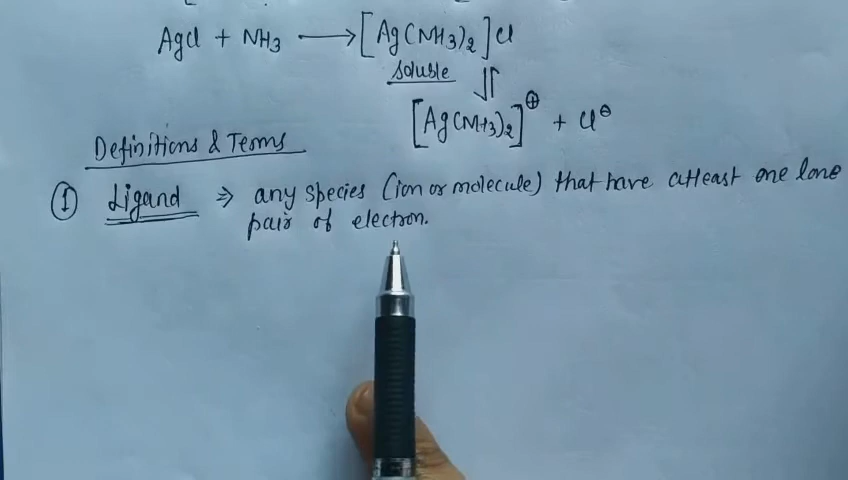 AgCl + NH₃ ⟶ [Ag(NH₃)₂]Cl
soluble ⇌
[Ag(NH₃)₂]⊕ + Cl⊖
Definitions & Terms
① Ligand ⇒ any species (ion or molecule) that have atleast one lone
pair of electron.